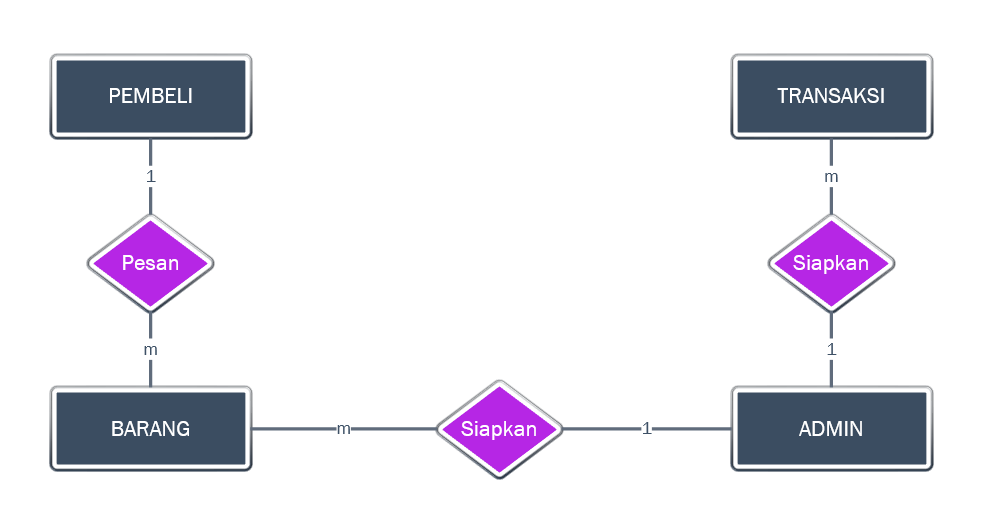 PEMBELI
TRANSAKSI
1
m
Pesan
Siapkan
m
1
BARANG
m
Siapkan
1
ADMIN